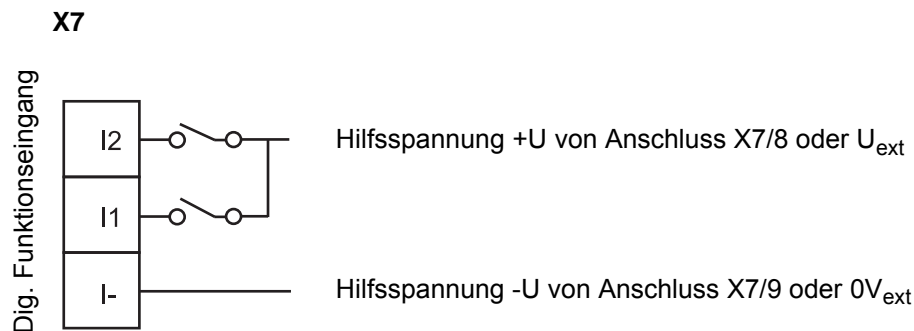 X7
Dig. Funktionseingang
I2
Hilfsspannung +U von Anschluss X7/8 oder Uext
I1
I-
Hilfsspannung -U von Anschluss X7/9 oder 0Vext